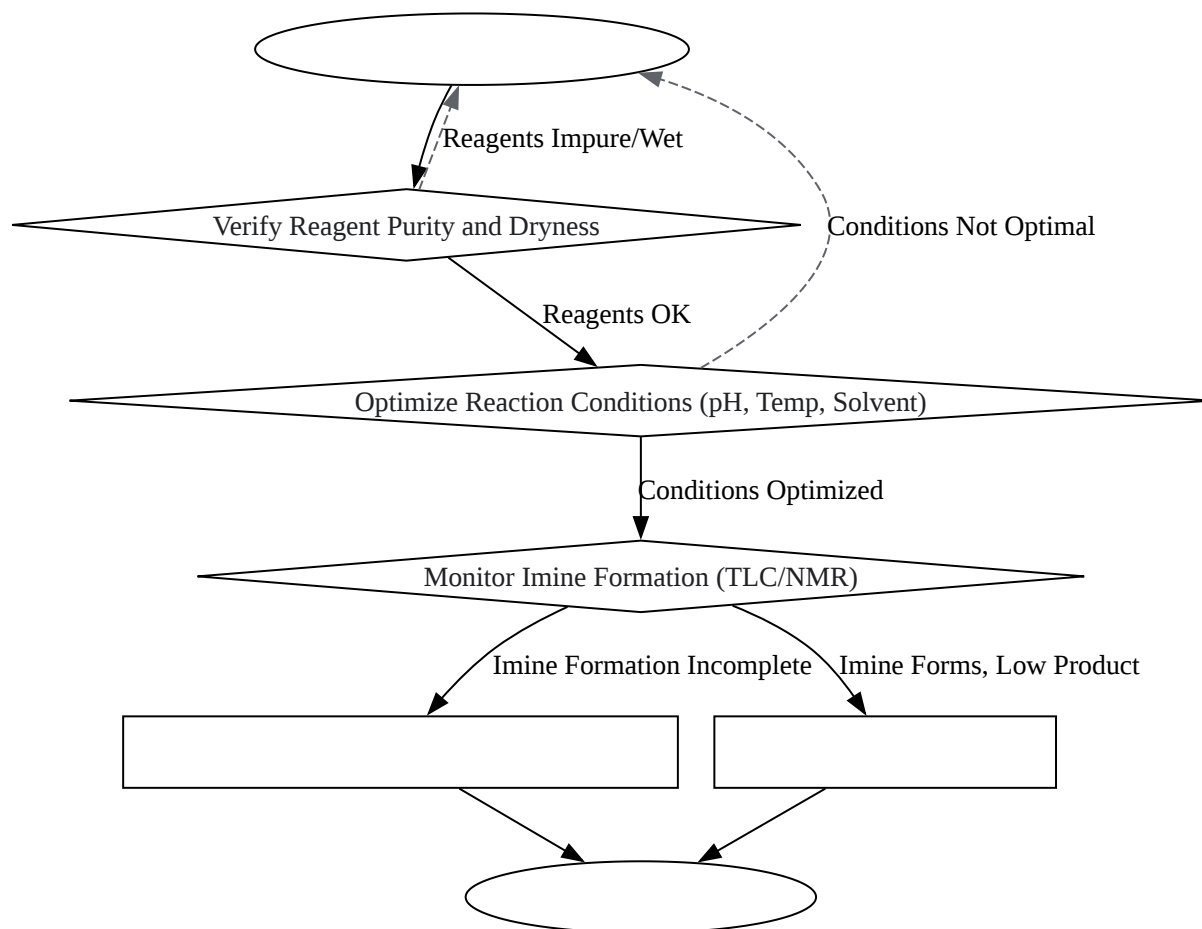 Reagents Impure/Wet
Verify Reagent Purity and Dryness
Conditions Not Optimal
Reagents OK
Optimize Reaction Conditions (pH, Temp, Solvent)
Conditions Optimized
Monitor Imine Formation (TLC/NMR)
Imine Formation Incomplete
Imine Forms, Low Product